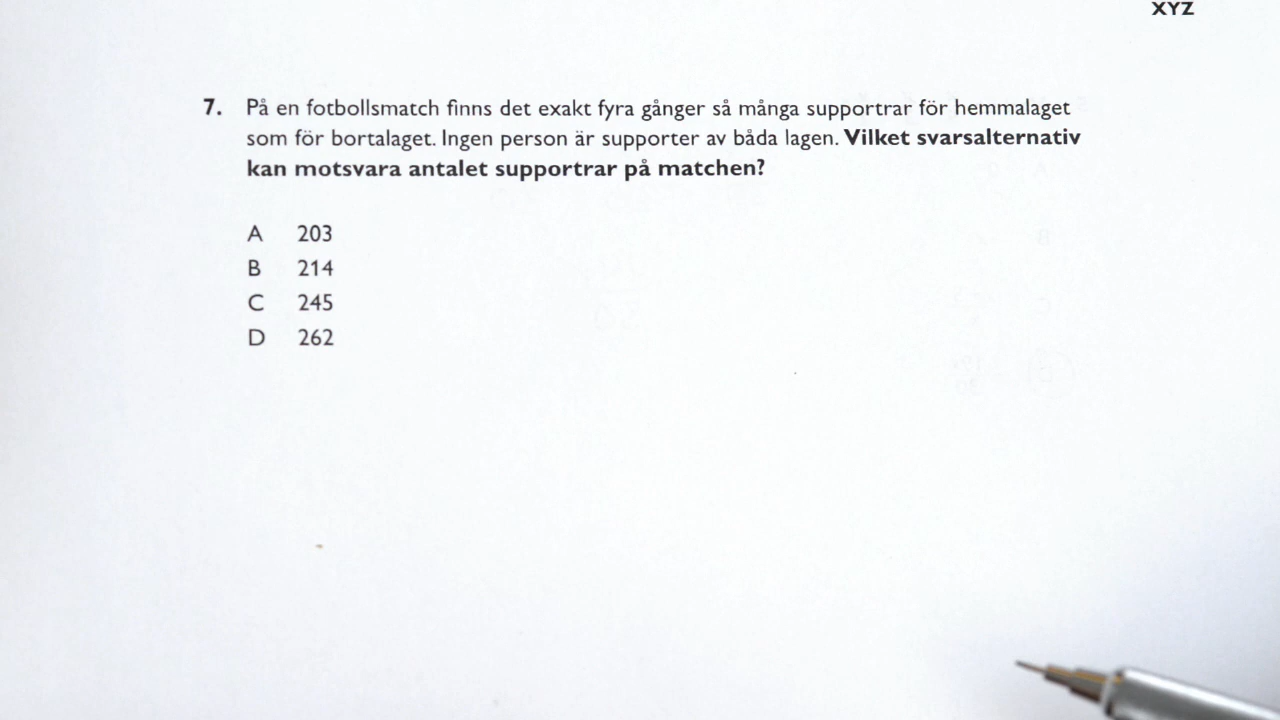 XYZ
7. På en fotbollsmatch finns det exakt fyra gånger så många supportrar för hemmalaget
som för bortalaget. Ingen person är supporter av båda lagen. Vilket svarsalternativ
kan motsvara antalet supportrar på matchen?
A 203
B 214
C 245
D 262